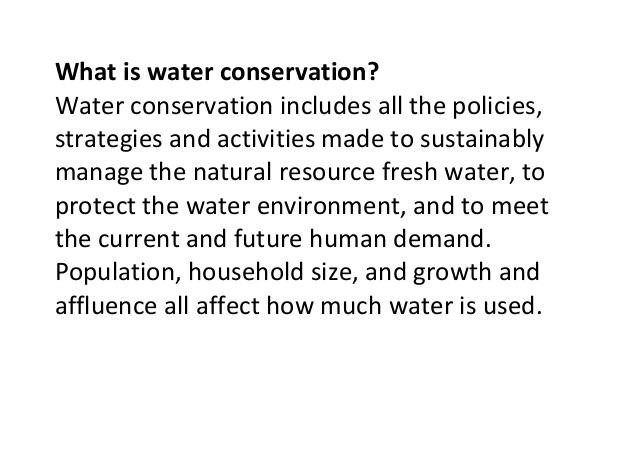 What is water conservation?
Water conservation includes all the policies,
strategies and activities made to sustainably
manage the natural resource fresh water, to
protect the water environment, and to meet
the current and future human demand.
Population, household size, and growth and
affluence all affect how much water is used.